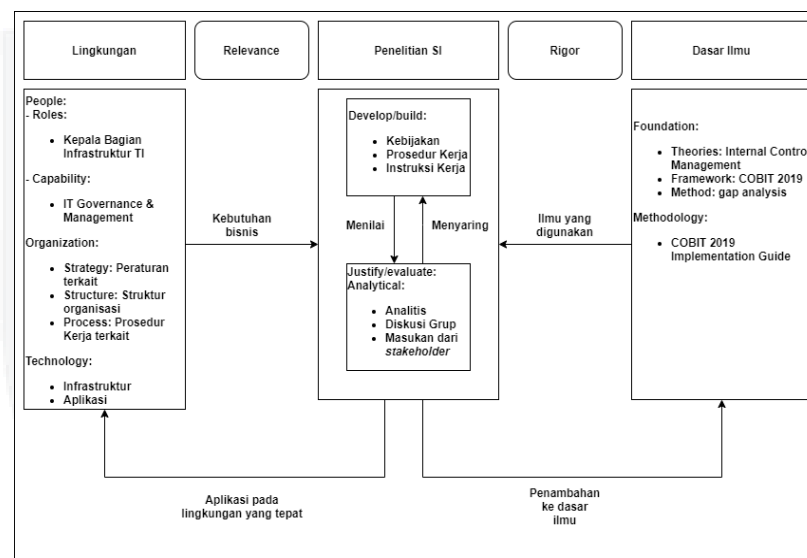 Lingkungan
Relevance
Penelitian SI
Rigor
Dasar Ilmu
People:
- Roles:
• Kepala Bagian
Infrastruktur TI
- Capability:
• IT Governance &
Management
Organization:
• Strategy: Peraturan
terkait
• Structure: Struktur
organisasi
• Process: Prosedur
Kerja terkait
Technology:
• Infrastruktur
• Aplikasi
Kebutuhan
bisnis
Develop/build:
• Kebijakan
• Prosedur Kerja
• Instruksi Kerja
Menilai
Menyaring
Justify/evaluate:
Analytical:
• Analitis
• Diskusi Grup
• Masukan dari
stakeholder
Ilmu yang
digunakan
Foundation:
• Theories: Internal Contro
Management
• Framework: COBIT 2019
• Method: gap analysis
Methodology:
• COBIT 2019
Implementation Guide
Aplikasi pada
lingkungan yang tepat
Penambahan
ke dasar
ilmu